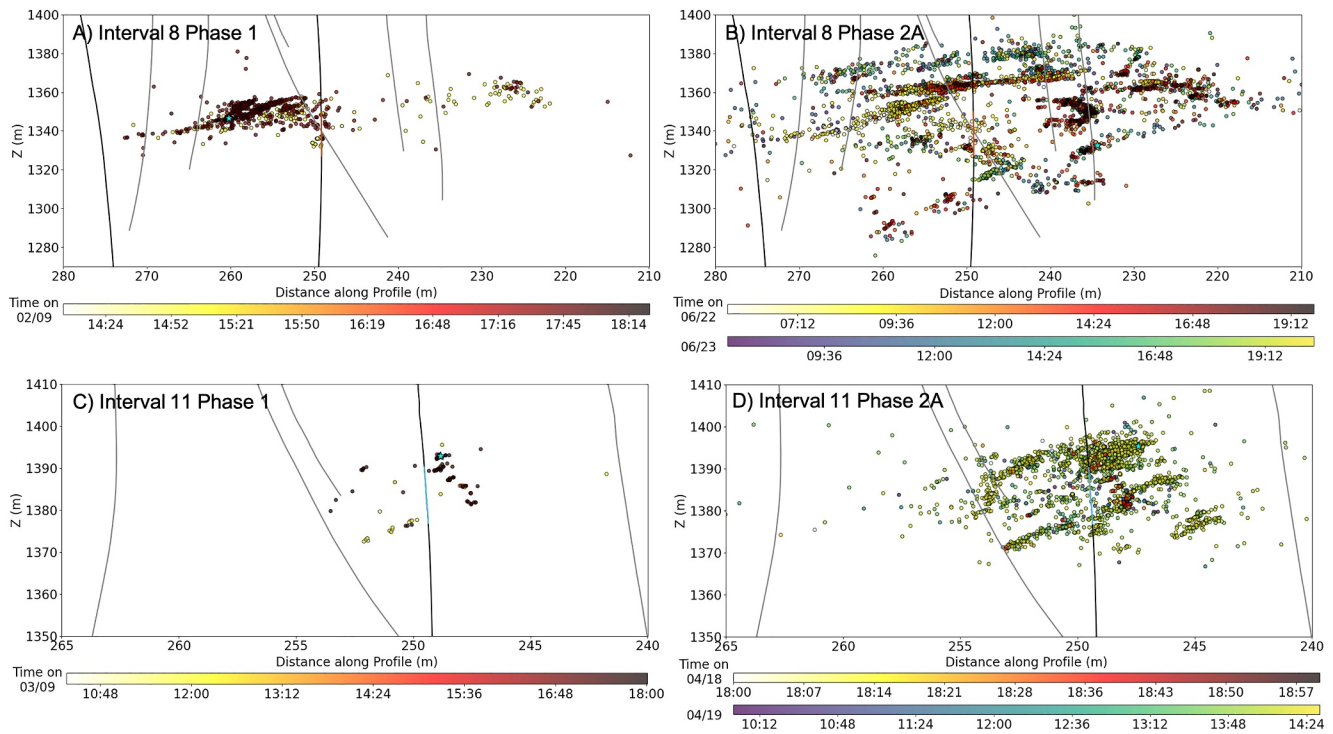 A) Interval 8 Phase 1
1400
1380
1360
1340
1320
1300
1280
Z (m)
280 270 260 250 240 230 220 210
Distance along Profile (m)
Time on
02/09
14:24 14:52 15:21 15:50 16:19 16:48 17:16 17:45 18:14
B) Interval 8 Phase 2A
1400
1380
1360
1340
1320
1300
1280
Z (m)
280 270 260 250 240 230 220 210
Distance along Profile (m)
Time on
06/22
07:12 09:36 12:00 14:24 16:48 19:12
06/23
09:36 12:00 14:24 16:48 19:12
C) Interval 11 Phase 1
1410
1400
1390
1380
1370
1360
1350
Z (m)
265 260 255 250 245 240
Distance along Profile (m)
Time on
03/09
10:48 12:00 13:12 14:24 15:36 16:48 18:00
D) Interval 11 Phase 2A
1410
1400
1390
1380
1370
1360
1350
Z (m)
265 260 255 250 245 240
Distance along Profile (m)
Time on
04/18
18:00 18:07 18:14 18:21 18:28 18:36 18:43 18:50 18:57
04/19
10:12 10:48 11:24 12:00 12:36 13:12 13:48 14:24